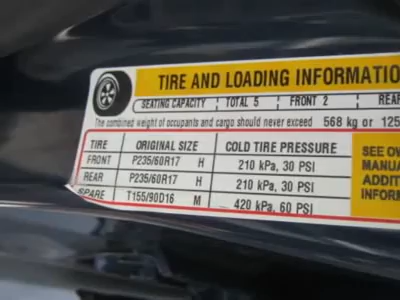 TIRE AND LOADING INFORMATIO
SEATING CAPACITY | TOTAL 5 | FRONT 2 | REAR
The combined weight of occupants and cargo should never exceed 568 kg or 125
TIRE ORIGINAL SIZE COLD TIRE PRESSURE
FRONT P235/60R17 H 210 kPa, 30 PSI
REAR P235/60R17 H 210 kPa, 30 PSI
SPARE T155/90D16 M 420 kPa, 60 PSI
SEE OW
MANUA
ADDIT
INFORM